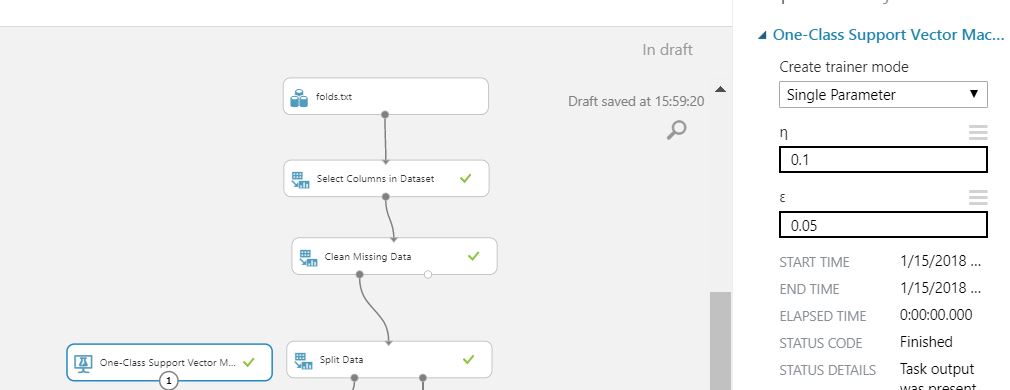 In draft
Draft saved at 15:59:20
folds.txt
Select Columns in Dataset
Clean Missing Data
One-Class Support Vector M...
1
Split Data
One-Class Support Vector Mac...
Create trainer mode
Single Parameter
η
0.1
ε
0.05
START TIME 1/15/2018 ...
END TIME 1/15/2018 ...
ELAPSED TIME 0:00:00.000
STATUS CODE Finished
STATUS DETAILS Task output
was present